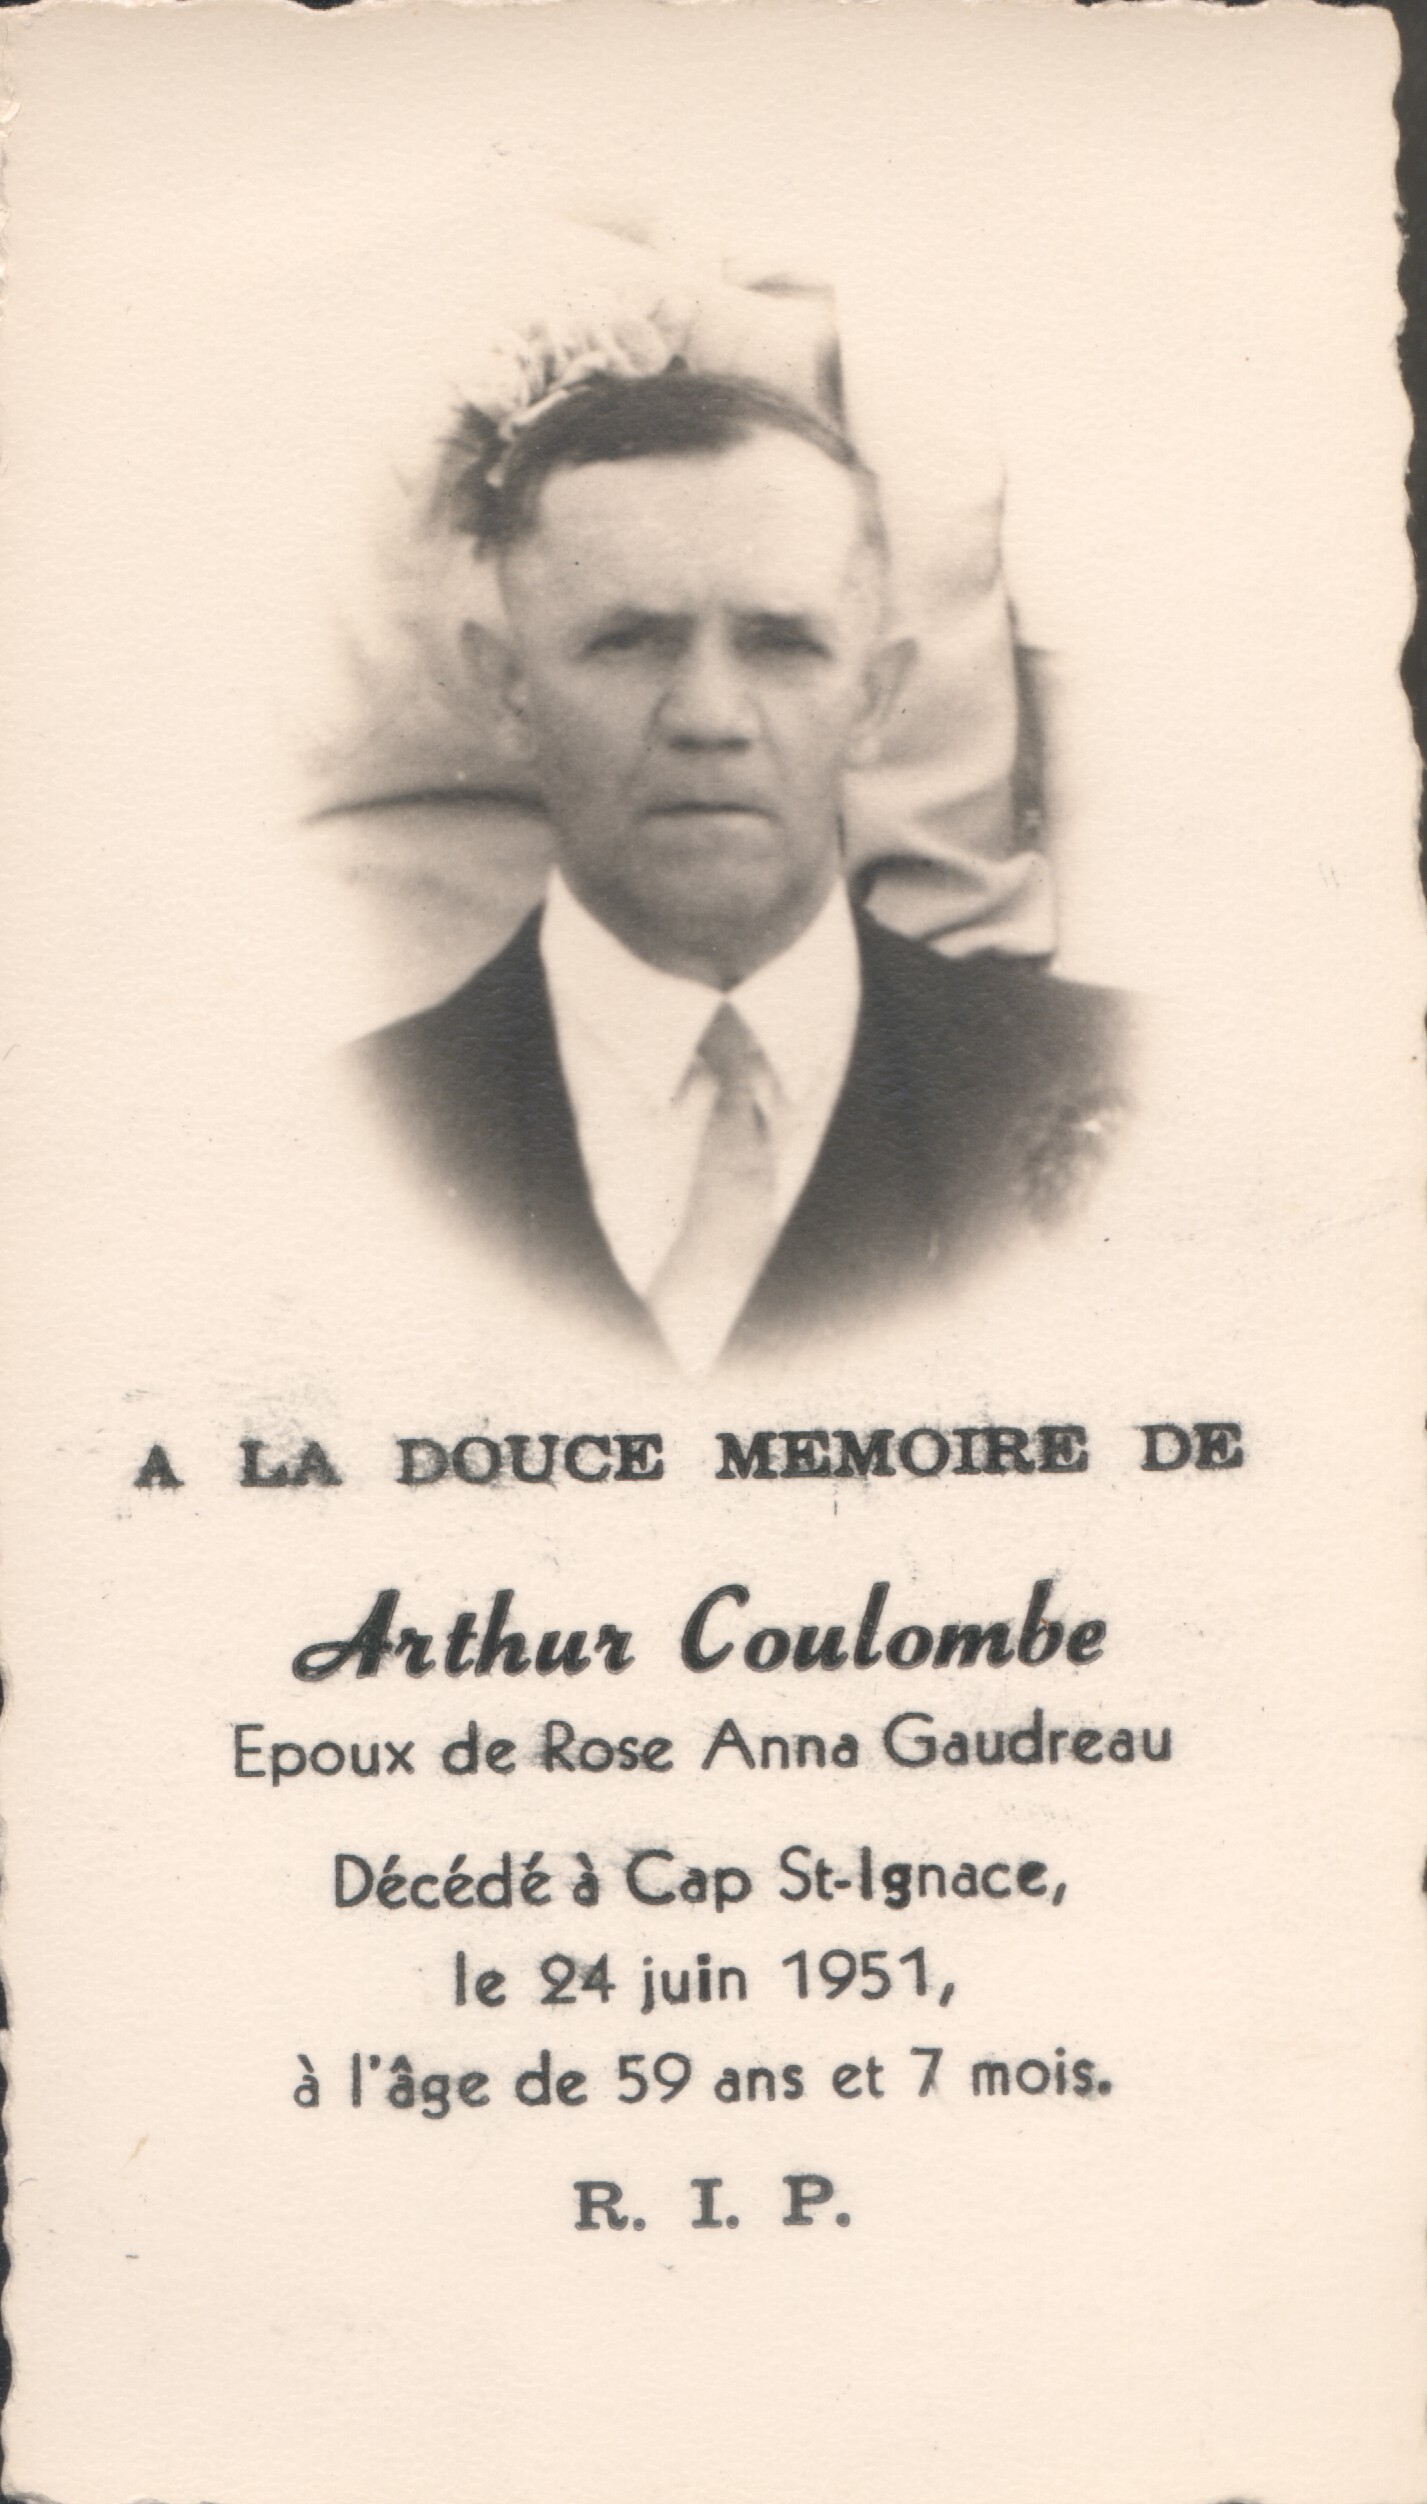 A LA DOUCE MEMOIRE DE
Arthur Coulombe
Epoux de Rose Anna Gaudreau
Décédé à Cap St-Ignace,
le 24 juin 1951,
à l'âge de 59 ans et 7 mois.
R. I. P.